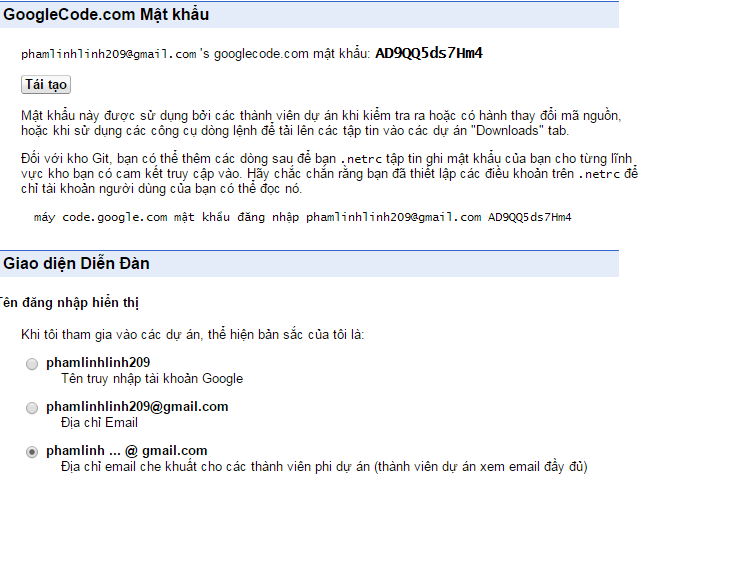 GoogleCode.com Mật khẩu
phamlinhlinh209@gmail.com 's googlecode.com mật khẩu: AD9QQ5ds7Hm4
Tái tạo
Mật khẩu này được sử dụng bởi các thành viên dự án khi kiểm tra ra hoặc có hành thay đổi mã nguồn,
hoặc khi sử dụng các công cụ dòng lệnh để tải lên các tập tin vào các dự án "Downloads" tab.
Đối với kho Git, bạn có thể thêm các dòng sau để bạn .netrc tập tin ghi mật khẩu của bạn cho từng lĩnh
vực kho bạn có cam kết truy cập vào. Hãy chắc chắn rằng bạn đã thiết lập các điều khoản trên .netrc để
chỉ tài khoản người dùng của bạn có thể đọc nó.
máy code.google.com mật khẩu đăng nhập phamlinhlinh209@gmail.com AD9QQ5ds7Hm4
Giao diện Diễn Đàn
Tên đăng nhập hiển thị
Khi tôi tham gia vào các dự án, thể hiện bản sắc của tôi là:
phamlinhlinh209
Tên truy nhập tài khoản Google
phamlinhlinh209@gmail.com
Địa chỉ Email
phamlinh ... @ gmail.com
Địa chỉ email che khuất cho các thành viên phi dự án (thành viên dự án xem email đầy đủ)